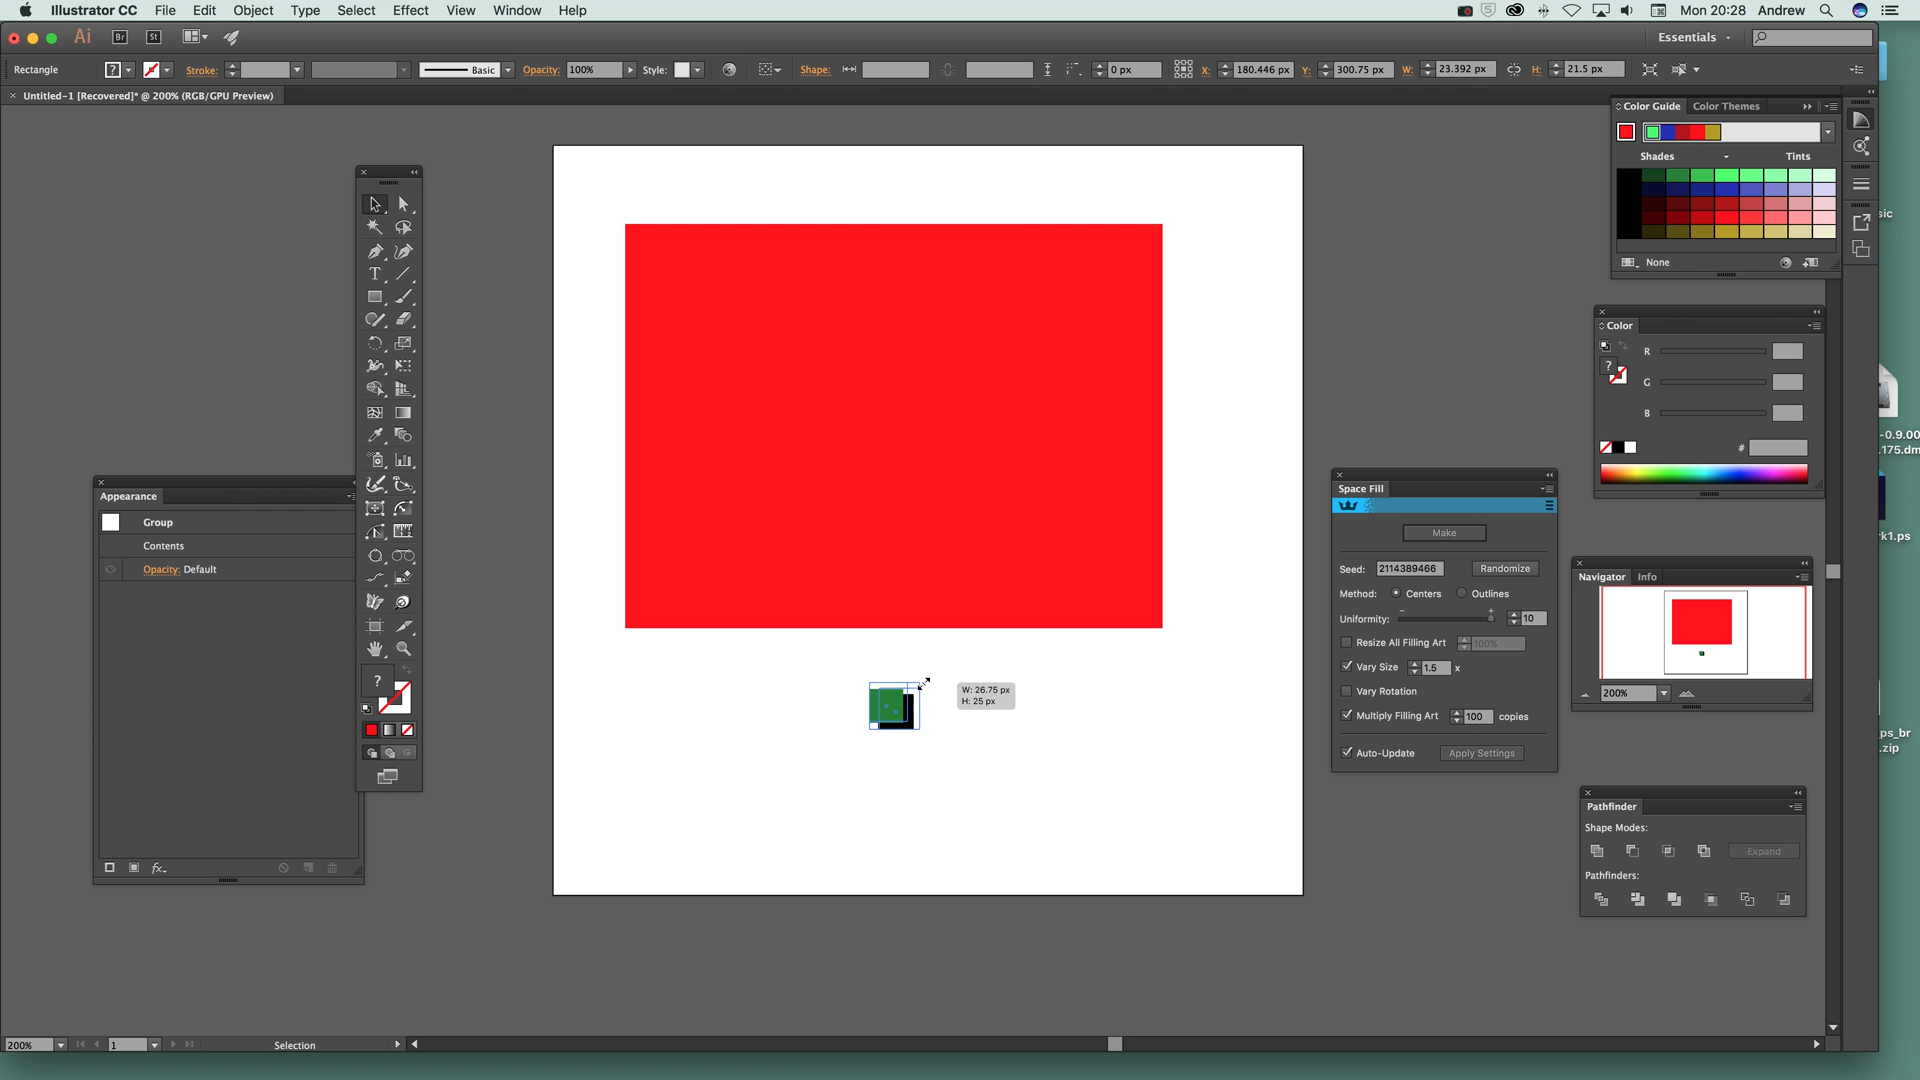 Illustrator CC File Edit Object Type Select Effect View Window Help Mon 20:28 Andrew
Ai Br St Essentials
Rectangle ? Stroke: Basic Opacity: 100% Style: Shape: 0 px X: 180.446 px Y: 300.75 px W: 23.392 px H: 21.5 px
Untitled-1 [Recovered]* @ 200% (RGB/GPU Preview)
Color Guide Color Themes
Shades Tints
None
sic
Color
R
?
G
B
#
-0.9.00
.175.dm
Appearance
Group
Contents
Opacity: Default
fx
T
?
W: 26.75 px
H: 25 px
Space Fill
Make
Seed: 2114389466 Randomize
Method: Centers Outlines
Uniformity: 10
Resize All Filling Art 100%
Vary Size 1.5 x
Vary Rotation
Multiply Filling Art 100 copies
Auto-Update Apply Settings
rk1.ps
Navigator Info
200%
ps_br
.zip
Pathfinder
Shape Modes:
Expand
Pathfinders:
200% 1 Selection